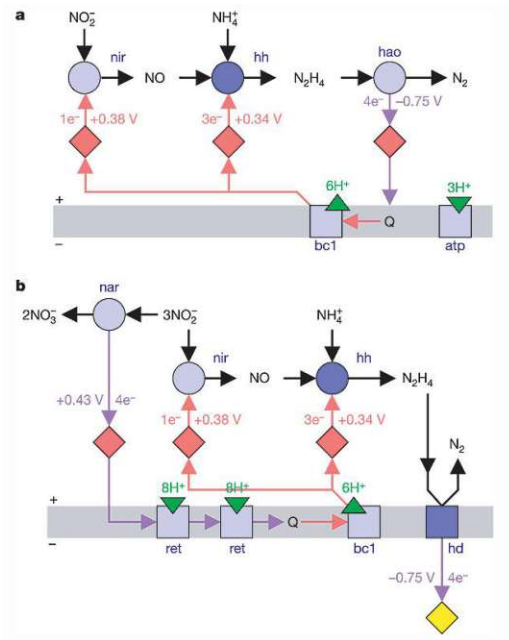 a
NO₂⁻ NH₄⁺
nir hh hao
NO N₂H₄ N₂
1e⁻ +0.38 V 3e⁻ +0.34 V 4e⁻ −0.75 V
6H⁺ 3H⁺
+
Q
−
bc1 atp
b
nar
2NO₃⁻ 3NO₂⁻ NH₄⁺
nir hh
NO N₂H₄
+0.43 V 4e⁻ 1e⁻ +0.38 V 3e⁻ +0.34 V
N₂
8H⁺ 8H⁺ 6H⁺
+
Q
−
ret ret bc1 hd
−0.75 V 4e⁻